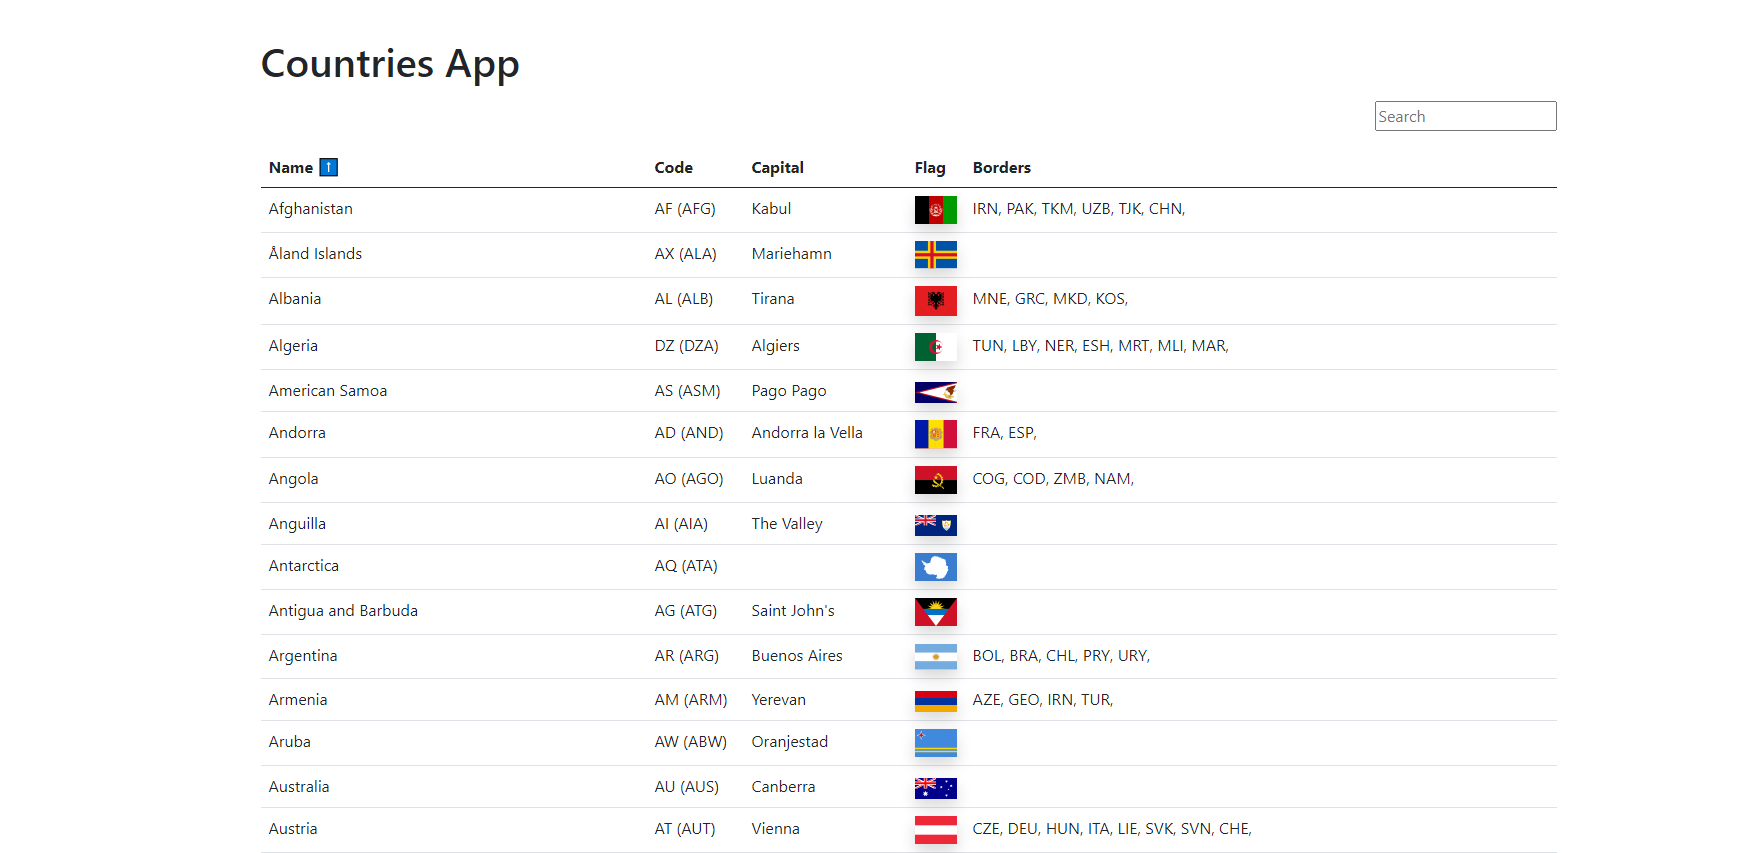 Countries App
Search
Name ↑ Code Capital Flag Borders
Afghanistan AF (AFG) Kabul IRN, PAK, TKM, UZB, TJK, CHN,
Åland Islands AX (ALA) Mariehamn
Albania AL (ALB) Tirana MNE, GRC, MKD, KOS,
Algeria DZ (DZA) Algiers TUN, LBY, NER, ESH, MRT, MLI, MAR,
American Samoa AS (ASM) Pago Pago
Andorra AD (AND) Andorra la Vella FRA, ESP,
Angola AO (AGO) Luanda COG, COD, ZMB, NAM,
Anguilla AI (AIA) The Valley
Antarctica AQ (ATA)
Antigua and Barbuda AG (ATG) Saint John's
Argentina AR (ARG) Buenos Aires BOL, BRA, CHL, PRY, URY,
Armenia AM (ARM) Yerevan AZE, GEO, IRN, TUR,
Aruba AW (ABW) Oranjestad
Australia AU (AUS) Canberra
Austria AT (AUT) Vienna CZE, DEU, HUN, ITA, LIE, SVK, SVN, CHE,